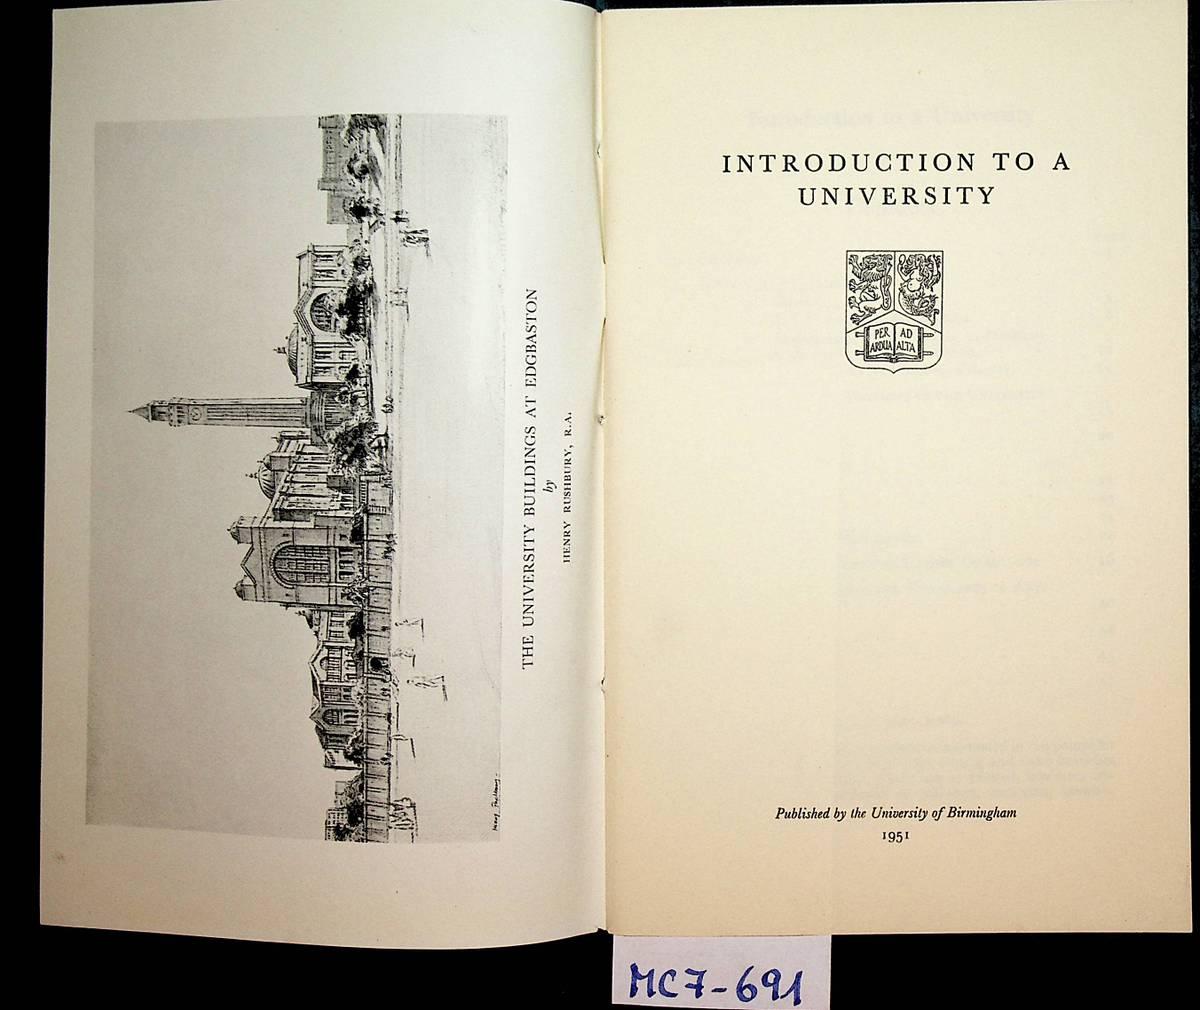 THE UNIVERSITY BUILDINGS AT EDGBASTON
by
HENRY RUSHBURY, R.A.
INTRODUCTION TO A
UNIVERSITY
PER AD
ARDUA ALTA
Published by the University of Birmingham
1951
MC7-691